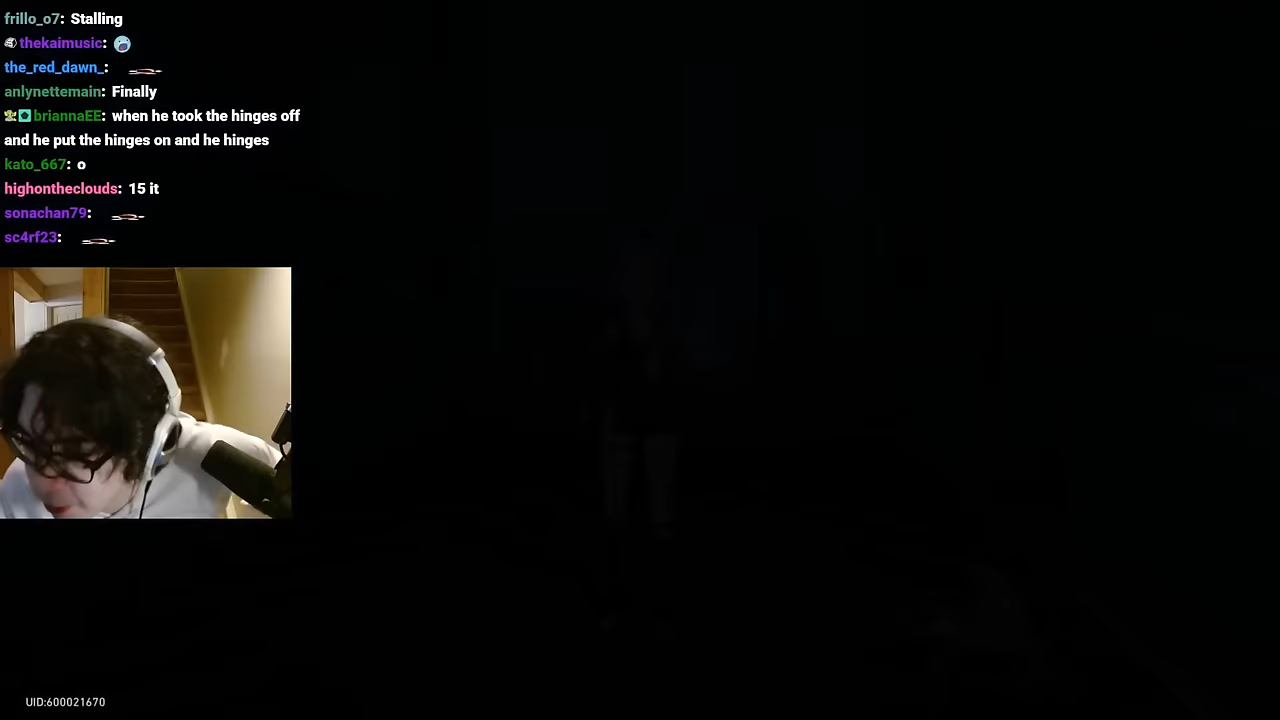 frillo_o7: Stalling
thekaimusic:
the_red_dawn_:
anlynettemain: Finally
briannaEE: when he took the hinges off
and he put the hinges on and he hinges
kato_667: o
highontheclouds: 15 it
sonachan79:
sc4rf23:
UID:600021670